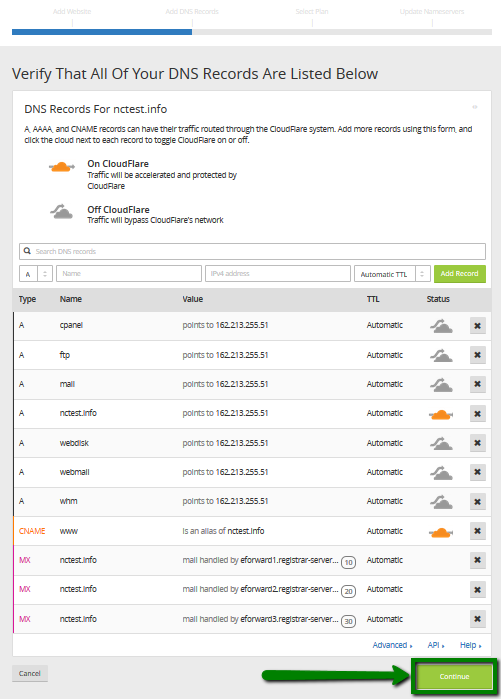 Add Website Add DNS Records Select Plan Update Nameservers
Verify That All Of Your DNS Records Are Listed Below
DNS Records For nctest.info
A, AAAA, and CNAME records can have their traffic routed through the CloudFlare system. Add more records using this form, and
click the cloud next to each record to toggle CloudFlare on or off.
On CloudFlare
Traffic will be accelerated and protected by
CloudFlare
Off CloudFlare
Traffic will bypass CloudFlare's network
Search DNS records
A Name IPv4 address Automatic TTL Add Record
Type Name Value TTL Status
A cpanel points to 162.213.255.51 Automatic
A ftp points to 162.213.255.51 Automatic
A mail points to 162.213.255.51 Automatic
A nctest.info points to 162.213.255.51 Automatic
A webdisk points to 162.213.255.51 Automatic
A webmail points to 162.213.255.51 Automatic
A whm points to 162.213.255.51 Automatic
CNAME www is an alias of nctest.info Automatic
MX nctest.info mail handled by eforward1.registrar-server... 10 Automatic
MX nctest.info mail handled by eforward2.registrar-server... 20 Automatic
MX nctest.info mail handled by eforward3.registrar-server... 30 Automatic
Advanced API Help
Cancel Continue